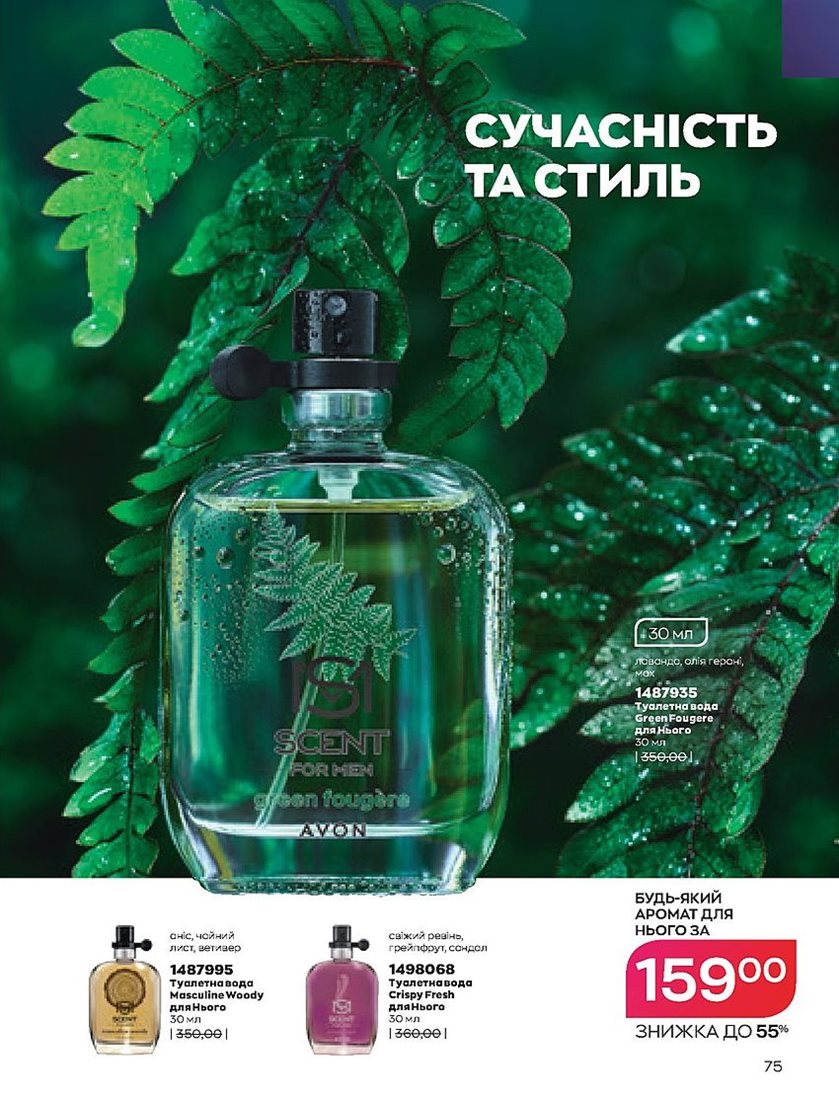 СУЧАСНІСТЬ
ТА СТИЛЬ
30 мл
лаванда, олія герані,
мох
1487935
Туалетна вода
Green Fougere
для Нього
30 мл
| 350,00 |
SM
SCENT
FOR MEN
green fougère
AVON
аніс, чайний
лист, ветивер
1487995
Туалетна вода
Masculine Woody
для Нього
30 мл
| 350,00 |
SCENT
свіжий ревінь,
грейпфрут, сандал
1498068
Туалетна вода
Crispy Fresh
для Нього
30 мл
| 360,00 |
SCENT
БУДЬ-ЯКИЙ
АРОМАТ ДЛЯ
НЬОГО ЗА
159⁰⁰
ЗНИЖКА ДО 55%
75